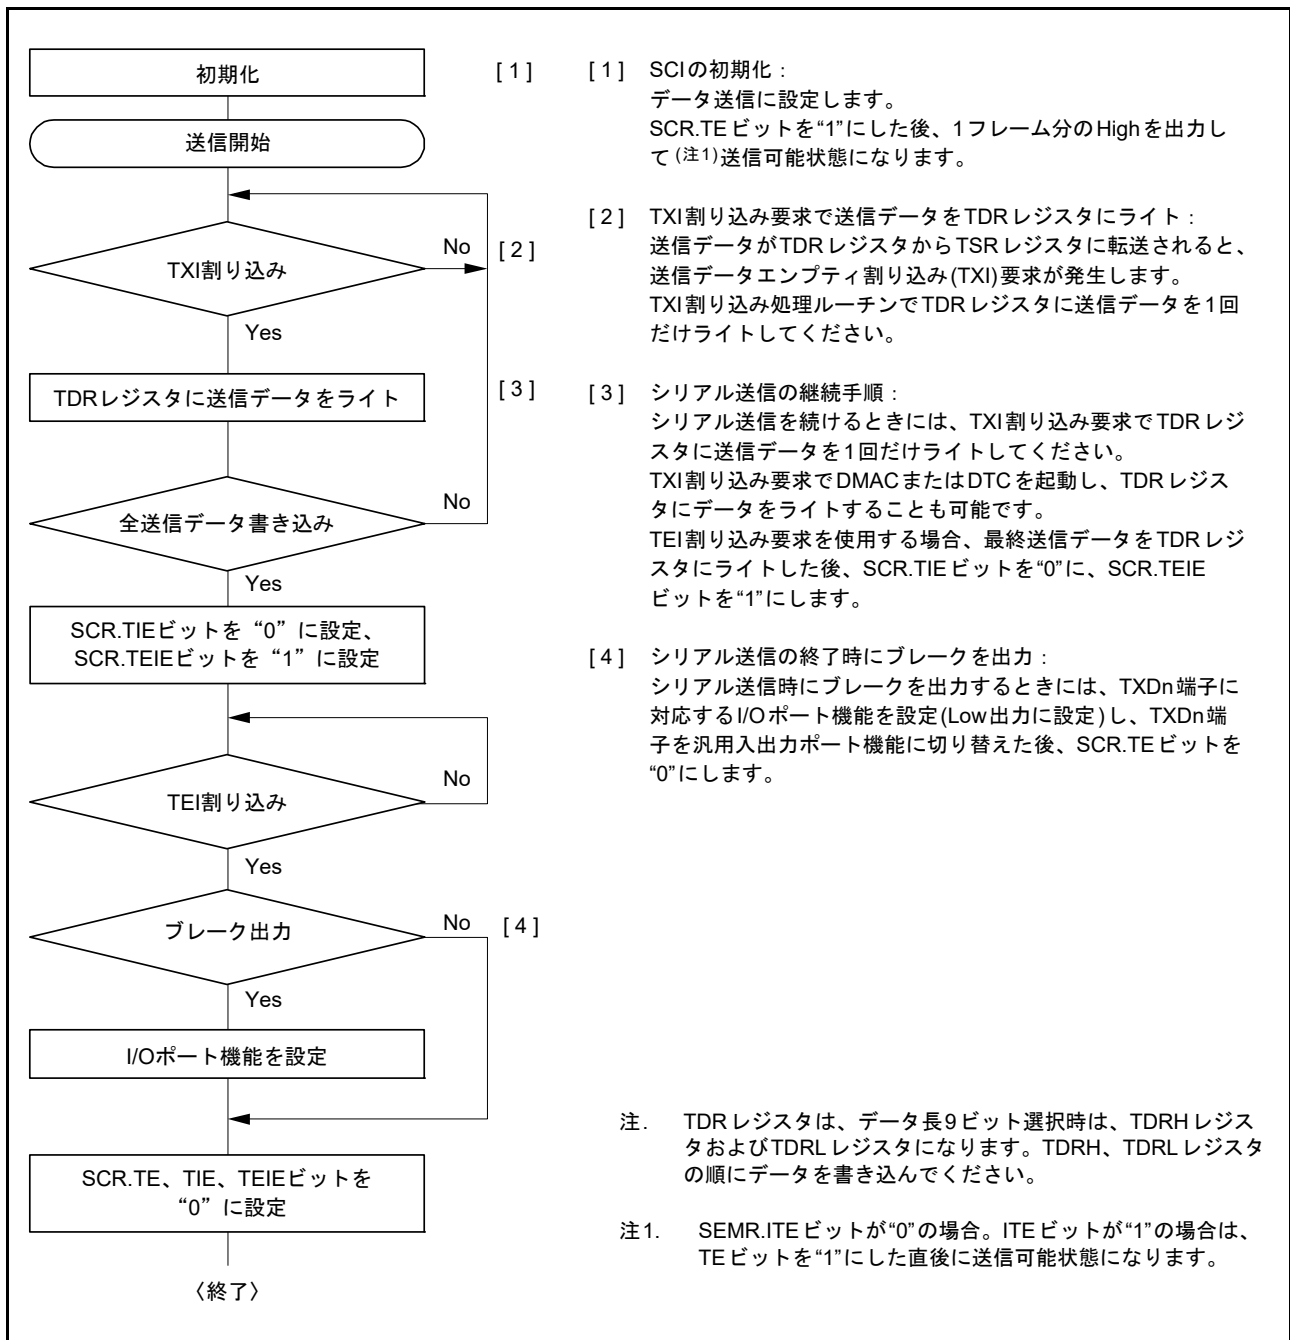 初期化
[ 1 ]
送信開始
TXI割り込み
No
[ 2 ]
Yes
TDRレジスタに送信データをライト
[ 3 ]
全送信データ書き込み
No
Yes
SCR.TIEビットを“0”に設定、
SCR.TEIEビットを“1”に設定
TEI割り込み
No
Yes
ブレーク出力
No
[ 4 ]
Yes
I/Oポート機能を設定
SCR.TE、TIE、TEIEビットを
“0”に設定
〈終了〉
[ 1 ] SCIの初期化：
データ送信に設定します。
SCR.TEビットを“1”にした後、1フレーム分のHighを出力し
て(注1)送信可能状態になります。
[ 2 ] TXI割り込み要求で送信データをTDRレジスタにライト：
送信データがTDRレジスタからTSRレジスタに転送されると、
送信データエンプティ割り込み(TXI)要求が発生します。
TXI割り込み処理ルーチンでTDRレジスタに送信データを1回
だけライトしてください。
[ 3 ] シリアル送信の継続手順：
シリアル送信を続けるときには、TXI割り込み要求でTDRレジ
スタに送信データを1回だけライトしてください。
TXI割り込み要求でDMACまたはDTCを起動し、TDRレジス
タにデータをライトすることも可能です。
TEI割り込み要求を使用する場合、最終送信データをTDRレジ
スタにライトした後、SCR.TIEビットを“0”に、SCR.TEIE
ビットを“1”にします。
[ 4 ] シリアル送信の終了時にブレークを出力：
シリアル送信時にブレークを出力するときには、TXDn端子に
対応するI/Oポート機能を設定(Low出力に設定)し、TXDn端
子を汎用入出力ポート機能に切り替えた後、SCR.TEビットを
“0”にします。
注. TDRレジスタは、データ長9ビット選択時は、TDRHレジス
タおよびTDRLレジスタになります。TDRH、TDRLレジスタ
の順にデータを書き込んでください。
注1. SEMR.ITEビットが“0”の場合。ITEビットが“1”の場合は、
TEビットを“1”にした直後に送信可能状態になります。